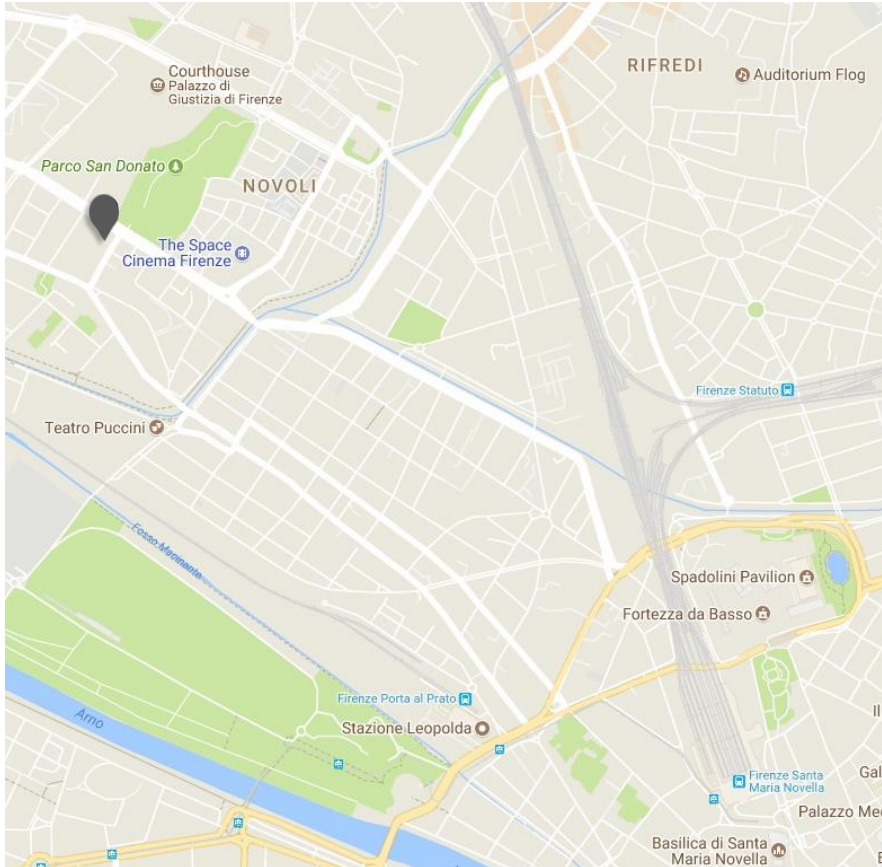 RIFREDI
Auditorium Flog
Courthouse
Palazzo di
Giustizia di Firenze
Parco San Donato
NOVOLI
The Space
Cinema Firenze
Firenze Statuto
Teatro Puccini
Fosso Macinante
Spadolini Pavilion
Fortezza da Basso
Firenze Porta al Prato
Arno
Stazione Leopolda
Il
Firenze Santa
Maria Novella
Gal
Palazzo Med
Basilica di Santa
Maria Novella